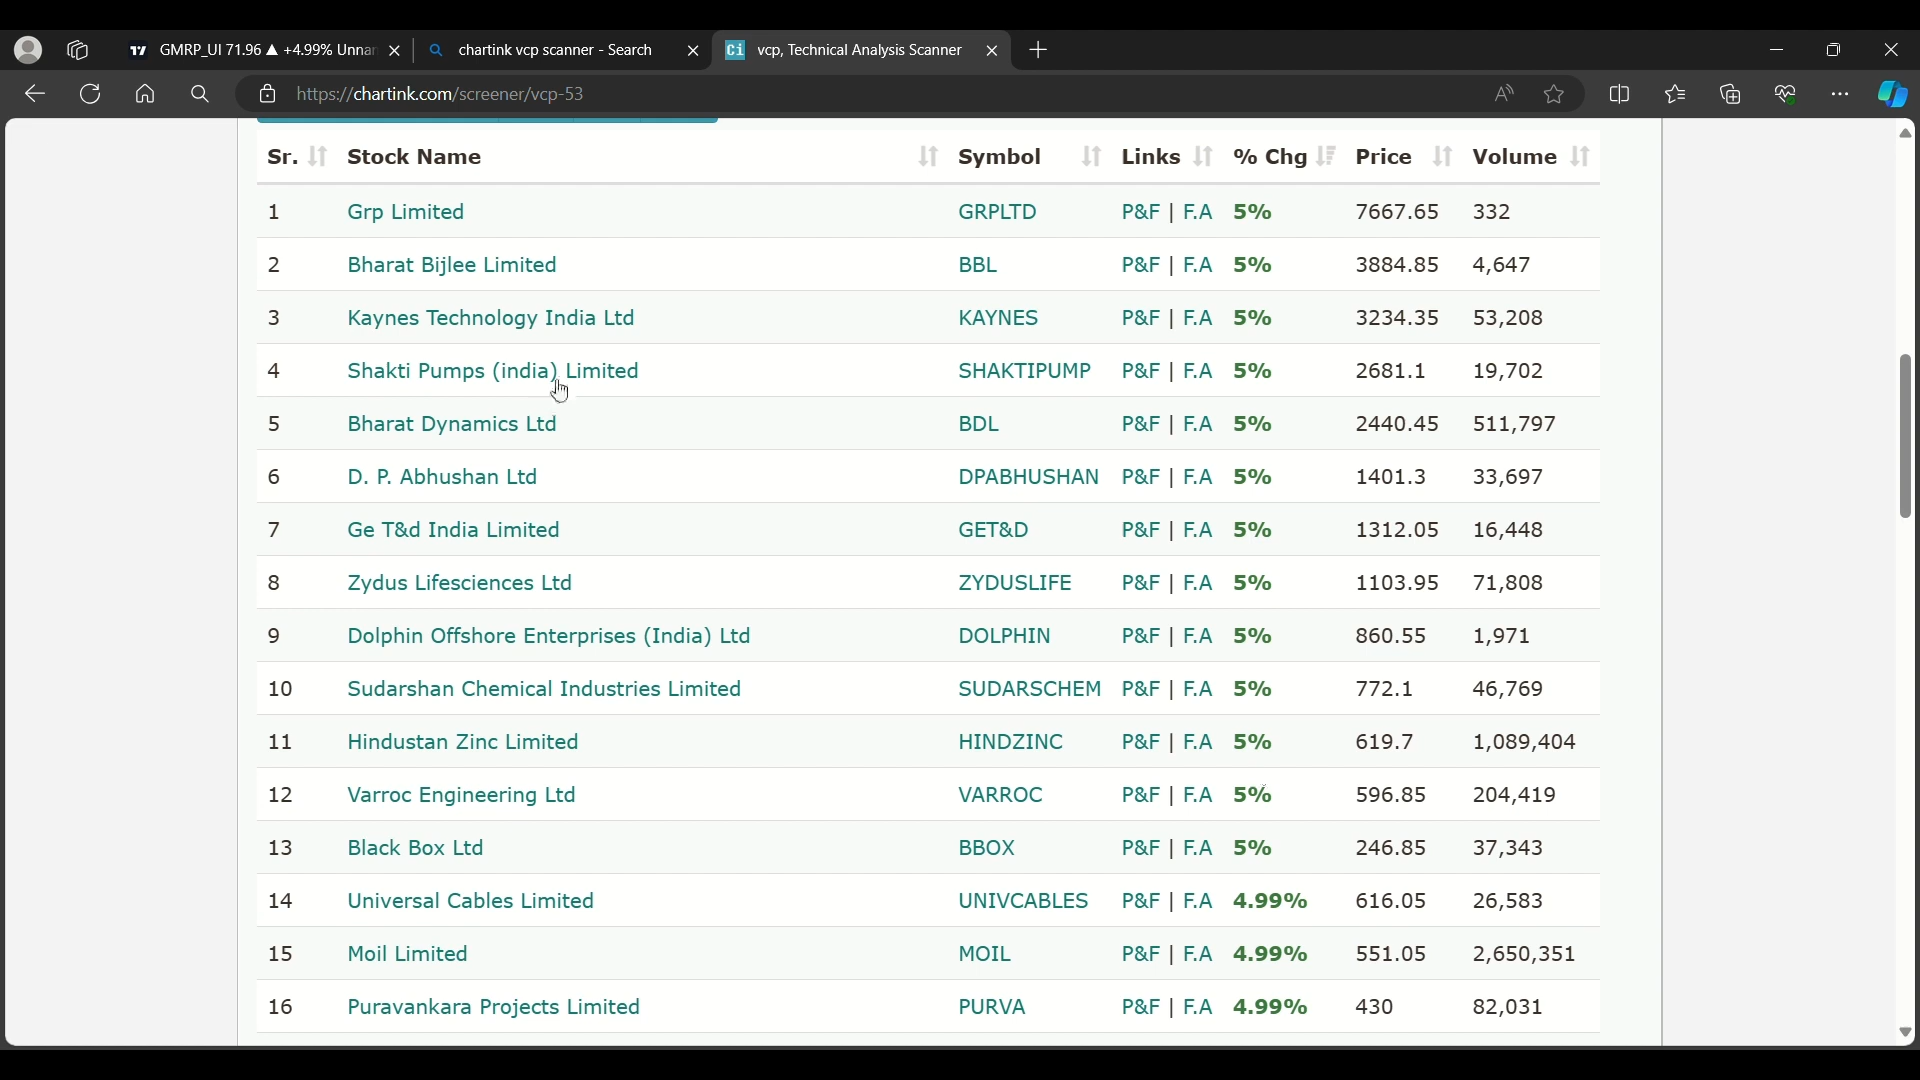 GMRP_UI 71.96 ▲ +4.99% Unna
chartink vcp scanner - Search
Ci vcp, Technical Analysis Scanner
https://chartink.com/screener/vcp-53
Sr. Stock Name Symbol Links % Chg Price Volume
1 Grp Limited GRPLTD P&F | F.A 5% 7667.65 332
2 Bharat Bijlee Limited BBL P&F | F.A 5% 3884.85 4,647
3 Kaynes Technology India Ltd KAYNES P&F | F.A 5% 3234.35 53,208
4 Shakti Pumps (india) Limited SHAKTIPUMP P&F | F.A 5% 2681.1 19,702
5 Bharat Dynamics Ltd BDL P&F | F.A 5% 2440.45 511,797
6 D. P. Abhushan Ltd DPABHUSHAN P&F | F.A 5% 1401.3 33,697
7 Ge T&d India Limited GET&D P&F | F.A 5% 1312.05 16,448
8 Zydus Lifesciences Ltd ZYDUSLIFE P&F | F.A 5% 1103.95 71,808
9 Dolphin Offshore Enterprises (India) Ltd DOLPHIN P&F | F.A 5% 860.55 1,971
10 Sudarshan Chemical Industries Limited SUDARSCHEM P&F | F.A 5% 772.1 46,769
11 Hindustan Zinc Limited HINDZINC P&F | F.A 5% 619.7 1,089,404
12 Varroc Engineering Ltd VARROC P&F | F.A 5% 596.85 204,419
13 Black Box Ltd BBOX P&F | F.A 5% 246.85 37,343
14 Universal Cables Limited UNIVCABLES P&F | F.A 4.99% 616.05 26,583
15 Moil Limited MOIL P&F | F.A 4.99% 551.05 2,650,351
16 Puravankara Projects Limited PURVA P&F | F.A 4.99% 430 82,031